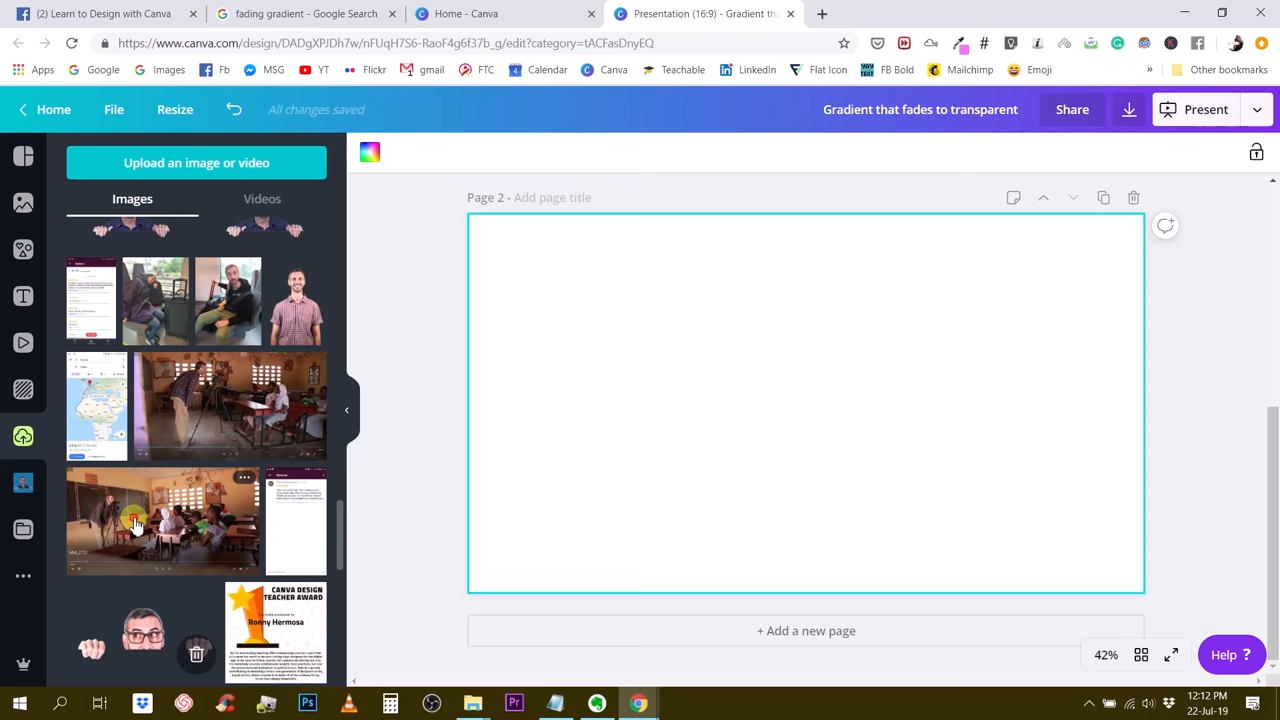 (2) Learn to Design
fading gradient - Google Search
Home - Canva
Presentation (16:9) - Gradient th
https://www.canva.com/design/DADgXPJDh7w/nFUrH7S6-RaoF4g6f37b_g/edit?category=tACFasDnyEQ
Apps
Google
Images
Fb
MSG
YT
Flickr
gmail
FTC
Calendar
Canva
Teachable
LinkedIn
Flat Icon
FB Bold
Mailchimp
Emoji
»
Other bookmarks
Home
File
Resize
All changes saved
Gradient that fades to transparent
Share
Present
Upload an image or video
Images
Videos
Page 2 - Add page title
CANVA DESIGN
TEACHER AWARD
Ronny Hermosa
+ Add a new page
Help ?
12:12 PM
22-Jul-19